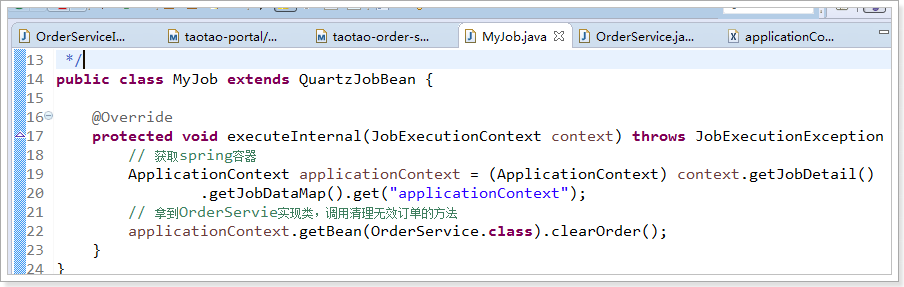 OrderServiceI...
taotao-portal/...
taotao-order-s...
MyJob.java
OrderService.ja...
applicationCo...
13 */
14 public class MyJob extends QuartzJobBean {
15
16 @Override
17 protected void executeInternal(JobExecutionContext context) throws JobExecutionException
18 // 获取spring容器
19 ApplicationContext applicationContext = (ApplicationContext) context.getJobDetail()
20 .getJobDataMap().get("applicationContext");
21 // 拿到OrderServie实现类，调用清理无效订单的方法
22 applicationContext.getBean(OrderService.class).clearOrder();
23 }
24 }